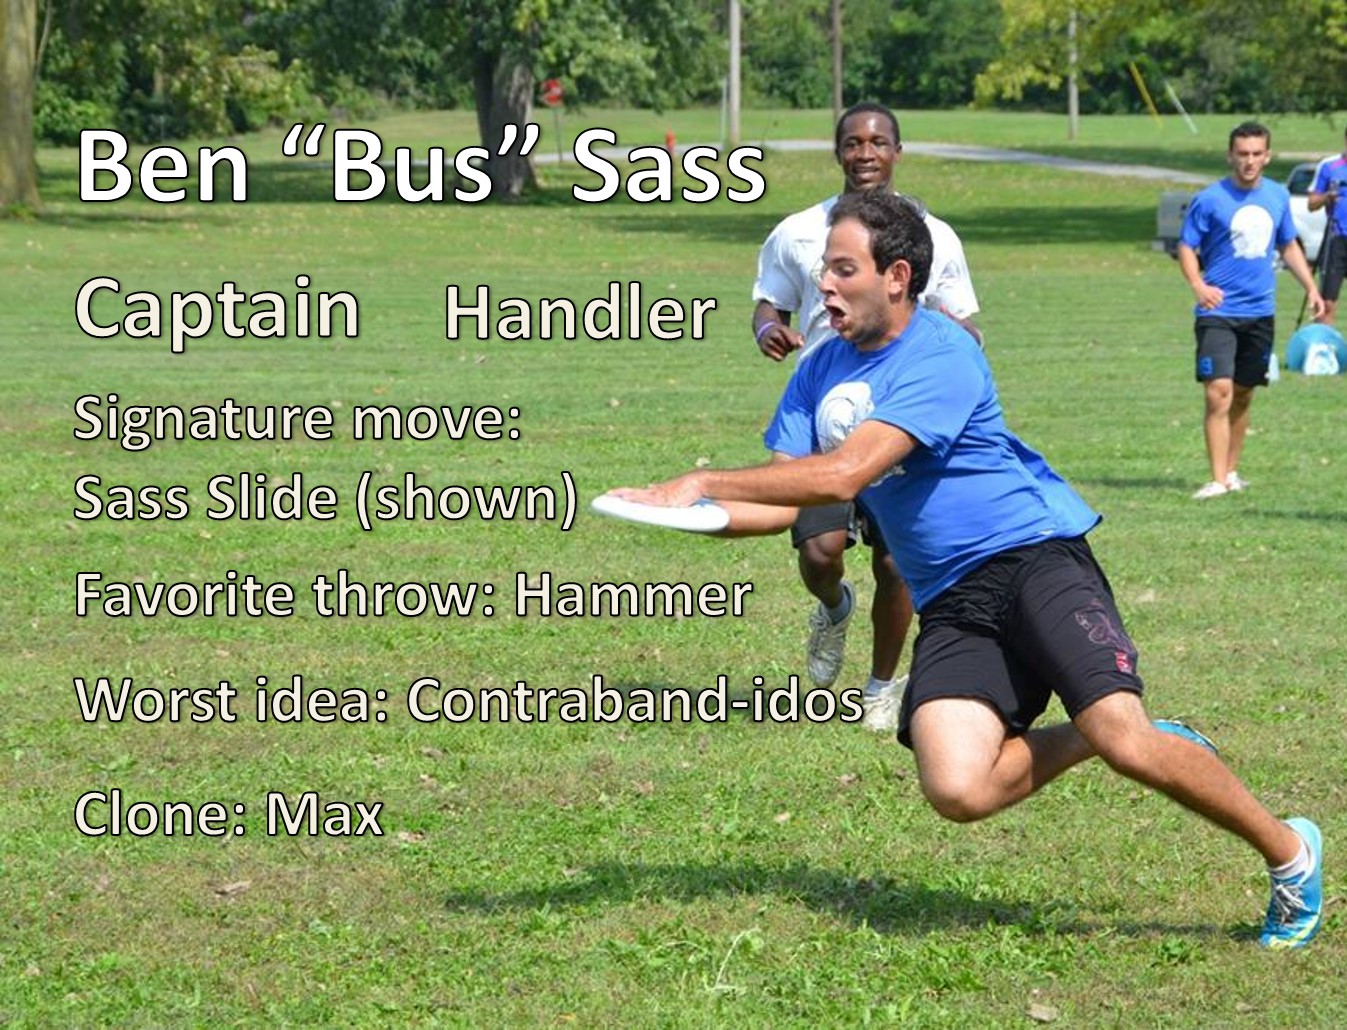 Ben “Bus” Sass
Captain Handler
Signature move:
Sass Slide (shown)
Favorite throw: Hammer
Worst idea: Contraband-idos
Clone: Max